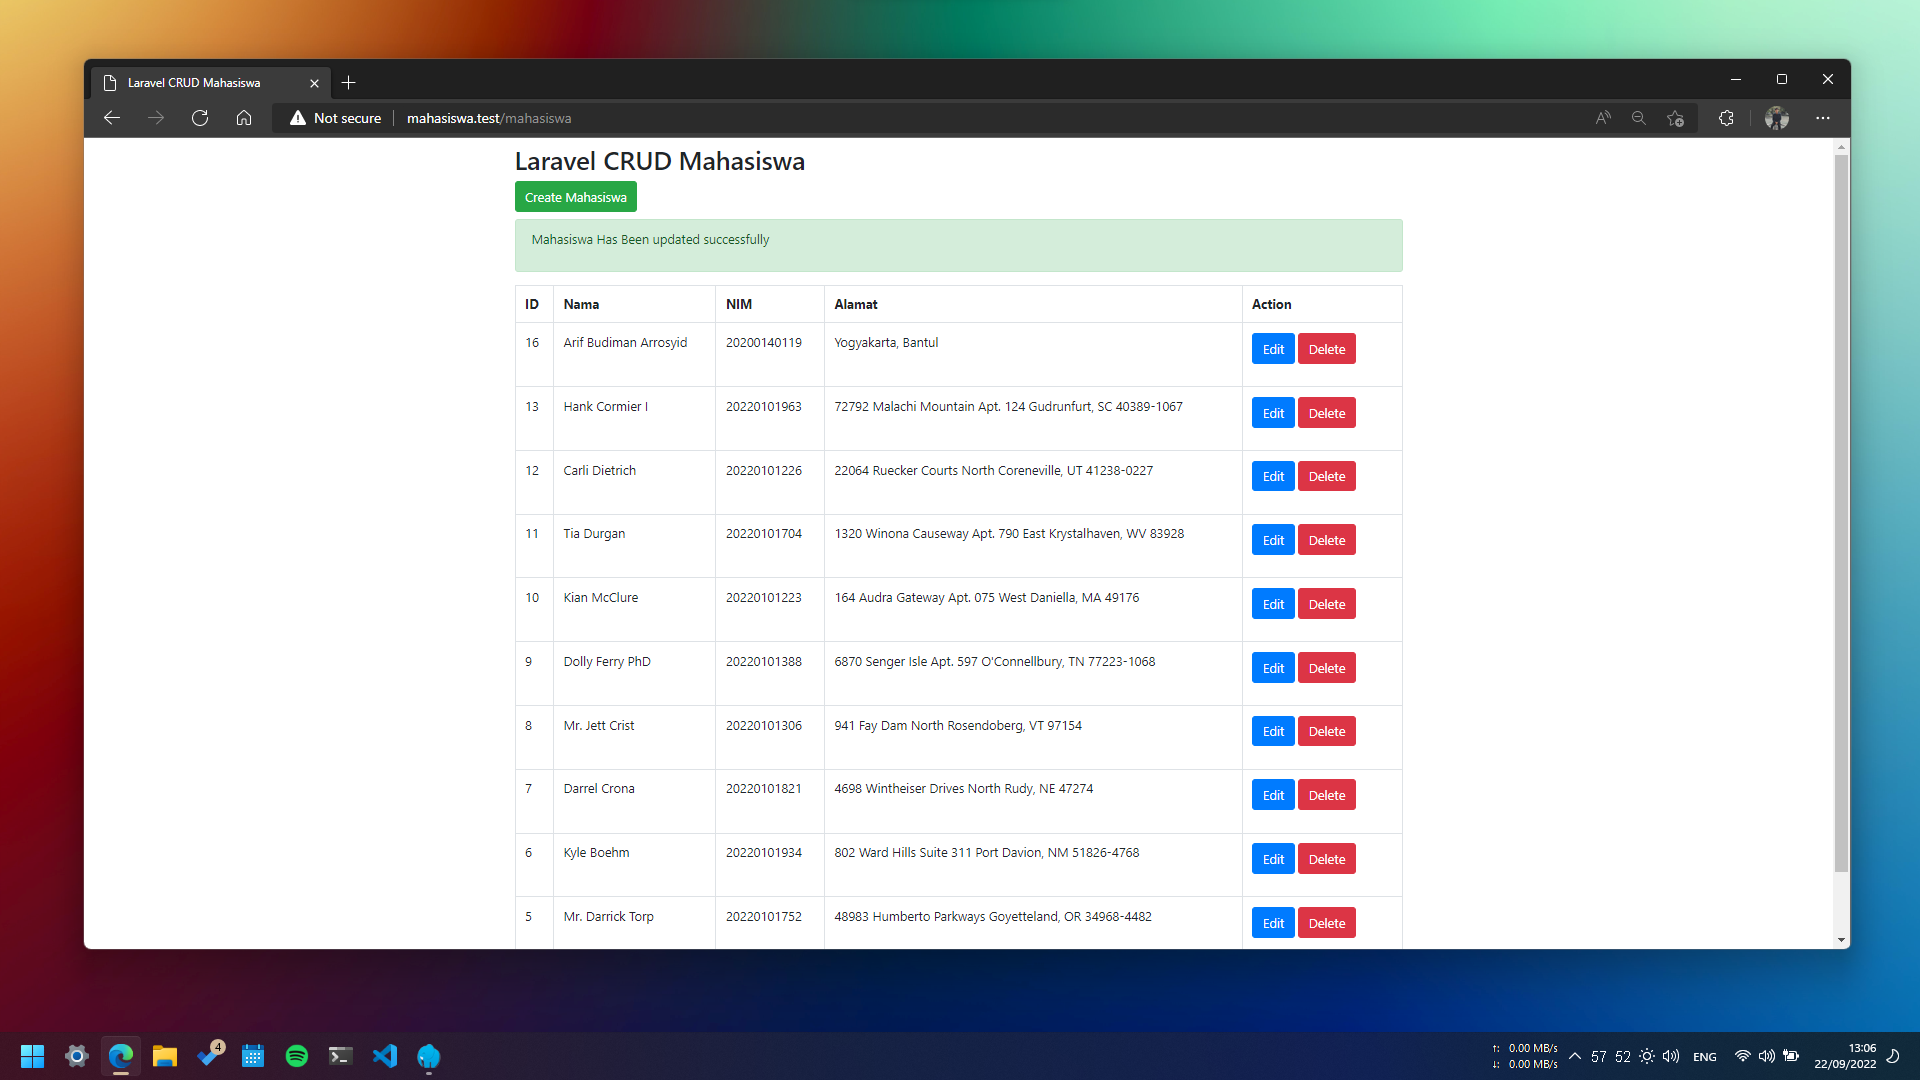 Laravel CRUD Mahasiswa
Not secure mahasiswa.test/mahasiswa
Laravel CRUD Mahasiswa
Create Mahasiswa
Mahasiswa Has Been updated successfully
ID Nama NIM Alamat Action
16 Arif Budiman Arrosyid 20200140119 Yogyakarta, Bantul Edit Delete
13 Hank Cormier I 20220101963 72792 Malachi Mountain Apt. 124 Gudrunfurt, SC 40389-1067 Edit Delete
12 Carli Dietrich 20220101226 22064 Ruecker Courts North Coreneville, UT 41238-0227 Edit Delete
11 Tia Durgan 20220101704 1320 Winona Causeway Apt. 790 East Krystalhaven, WV 83928 Edit Delete
10 Kian McClure 20220101223 164 Audra Gateway Apt. 075 West Daniella, MA 49176 Edit Delete
9 Dolly Ferry PhD 20220101388 6870 Senger Isle Apt. 597 O'Connellbury, TN 77223-1068 Edit Delete
8 Mr. Jett Crist 20220101306 941 Fay Dam North Rosendoberg, VT 97154 Edit Delete
7 Darrel Crona 20220101821 4698 Wintheiser Drives North Rudy, NE 47274 Edit Delete
6 Kyle Boehm 20220101934 802 Ward Hills Suite 311 Port Davion, NM 51826-4768 Edit Delete
5 Mr. Darrick Torp 20220101752 48983 Humberto Parkways Goyetteland, OR 34968-4482 Edit Delete
4
↑: 0.00 MB/s
↓: 0.00 MB/s
57 52
ENG
13:06
22/09/2022